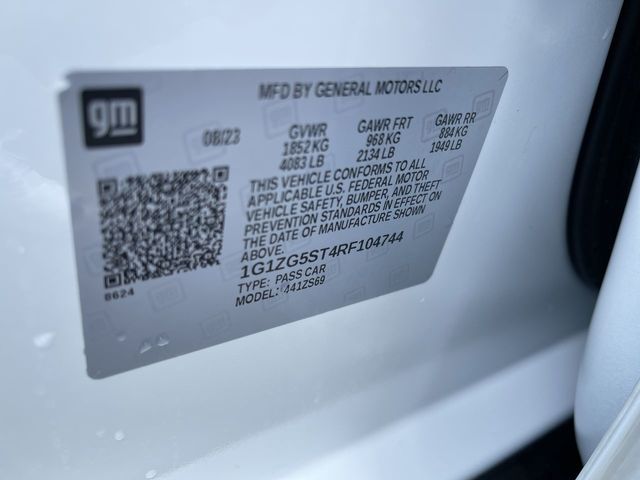 MFD BY GENERAL MOTORS LLC
gm
08/23 GVWR GAWR FRT GAWR RR
1852 KG 968 KG 884 KG
4083 LB 2134 LB 1949 LB
THIS VEHICLE CONFORMS TO ALL
APPLICABLE U.S. FEDERAL MOTOR
VEHICLE SAFETY, BUMPER, AND THEFT
PREVENTION STANDARDS IN EFFECT ON
THE DATE OF MANUFACTURE SHOWN
ABOVE.
1G1ZG5ST4RF104744
TYPE: PASS CAR
MODEL: 441ZS69
8624